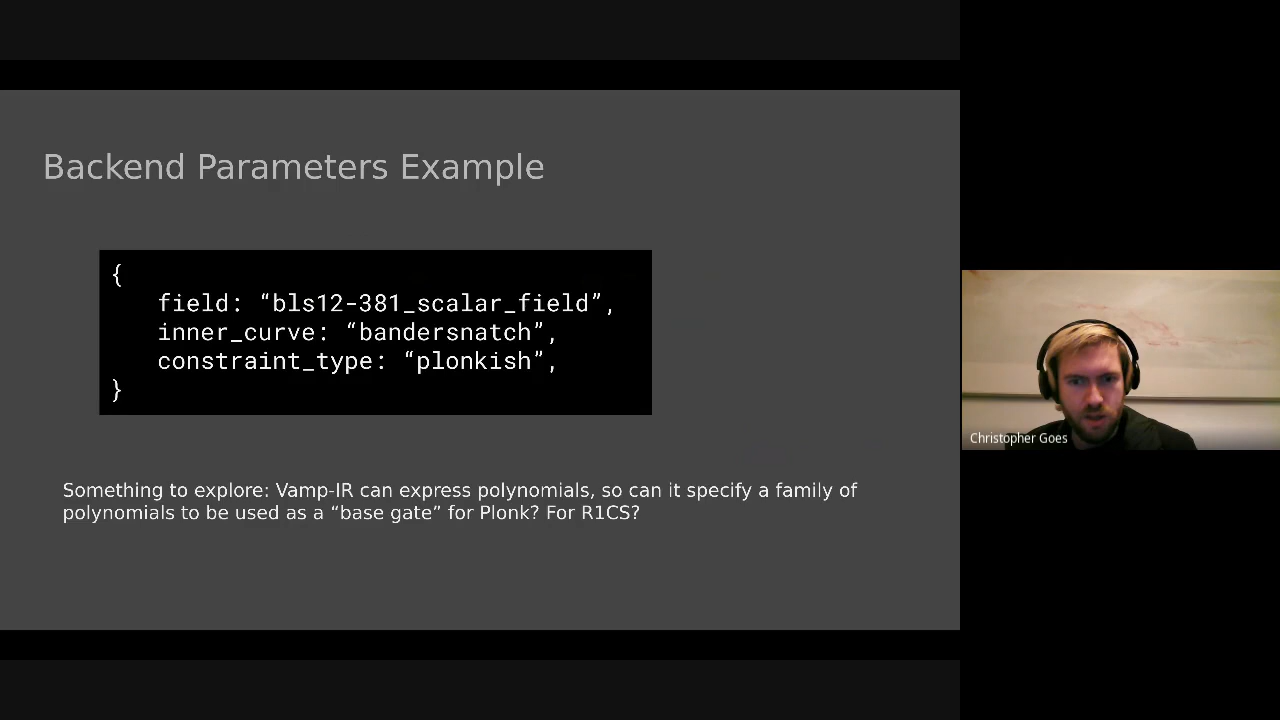 Backend Parameters Example
{
field: “bls12-381_scalar_field”,
inner_curve: “bandersnatch”,
constraint_type: “plonkish”,
}
Something to explore: Vamp-IR can express polynomials, so can it specify a family of
polynomials to be used as a “base gate” for Plonk? For R1CS?
Christopher Goes